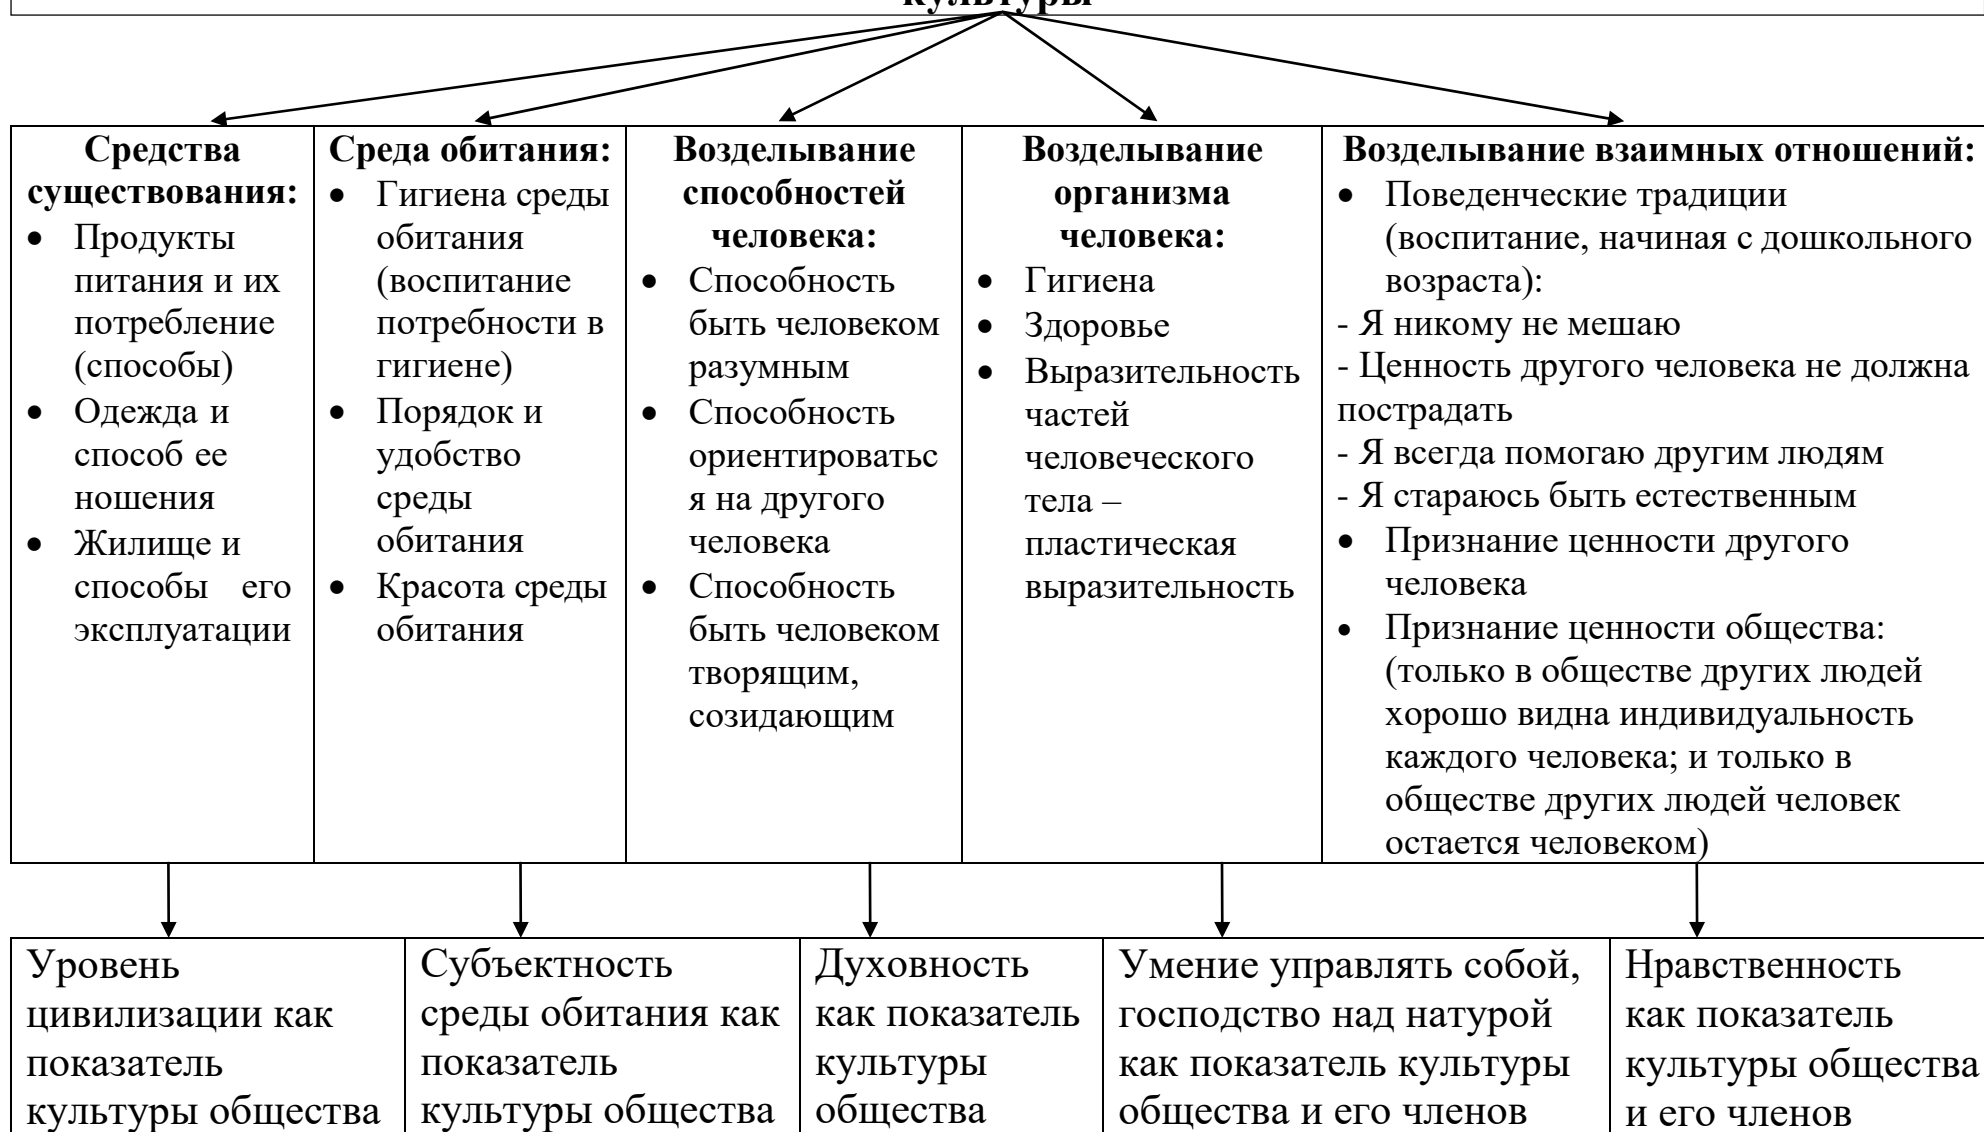 культуры
Средства
существования:
• Продукты
питания и их
потребление
(способы)
• Одежда и
способ ее
ношения
• Жилище и
способы его
эксплуатации
Среда обитания:
• Гигиена среды
обитания
(воспитание
потребности в
гигиене)
• Порядок и
удобство
среды
обитания
• Красота среды
обитания
Возделывание
способностей
человека:
• Способность
быть человеком
разумным
• Способность
ориентироватьс
я на другого
человека
• Способность
быть человеком
творящим,
созидающим
Возделывание
организма
человека:
• Гигиена
• Здоровье
• Выразительность
частей
человеческого
тела –
пластическая
выразительность
Возделывание взаимных отношений:
• Поведенческие традиции
(воспитание, начиная с дошкольного
возраста):
- Я никому не мешаю
- Ценность другого человека не должна
пострадать
- Я всегда помогаю другим людям
- Я стараюсь быть естественным
• Признание ценности другого
человека
• Признание ценности общества:
(только в обществе других людей
хорошо видна индивидуальность
каждого человека; и только в
обществе других людей человек
остается человеком)
Уровень
цивилизации как
показатель
культуры общества
Субъектность
среды обитания как
показатель
культуры общества
Духовность
как показатель
культуры
общества
Умение управлять собой,
господство над натурой
как показатель культуры
общества и его членов
Нравственность
как показатель
культуры общества
и его членов